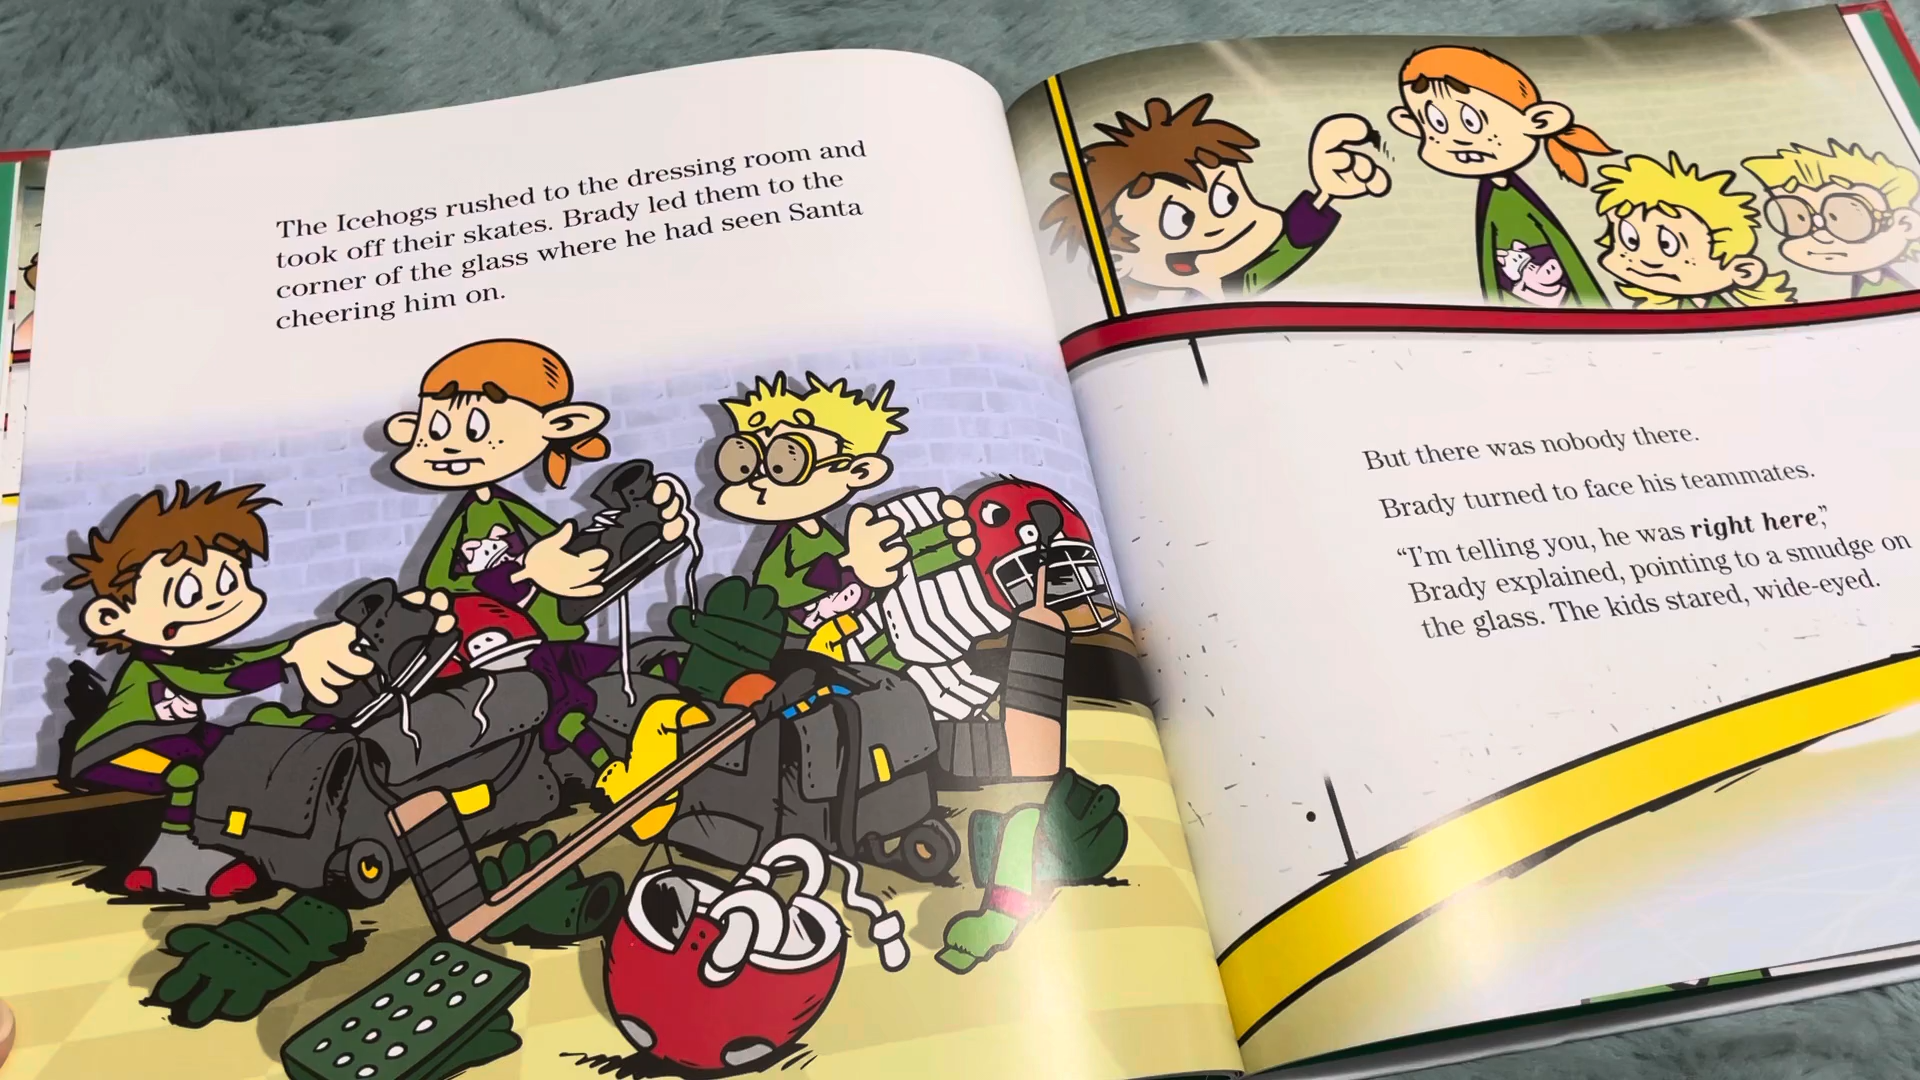 The Icehogs rushed to the dressing room and
took off their skates. Brady led them to the
corner of the glass where he had seen Santa
cheering him on.
But there was nobody there.
Brady turned to face his teammates.
“I’m telling you, he was right here,”
Brady explained, pointing to a smudge on
the glass. The kids stared, wide-eyed.